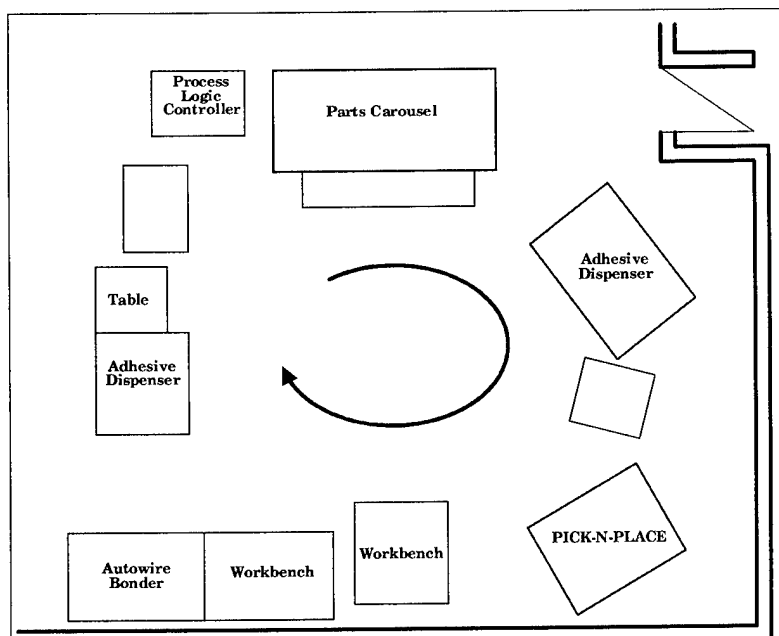 Process
Logic
Controller
Parts Carousel
Adhesive
Dispenser
Table
Adhesive
Dispenser
PICK-N-PLACE
Workbench
Autowire
Bonder
Workbench